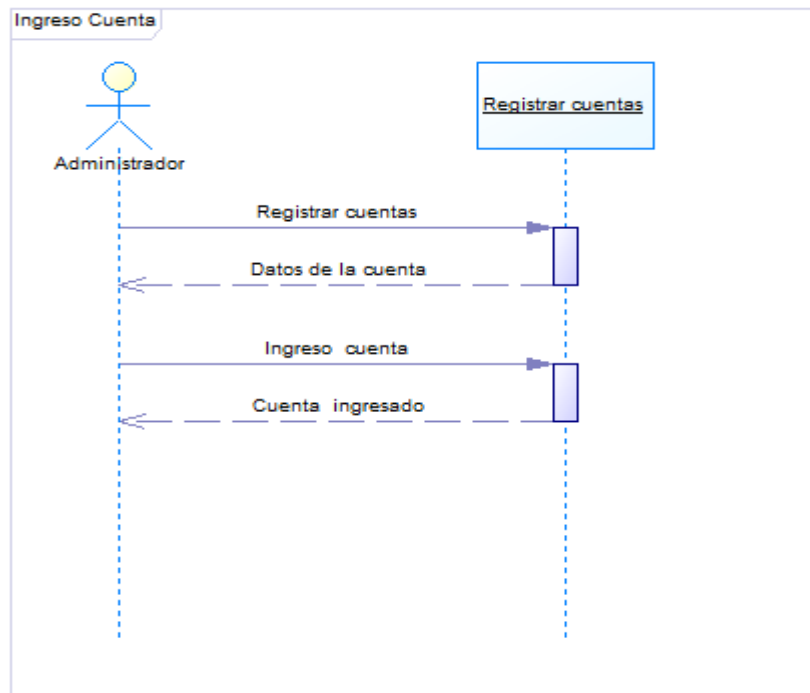 Ingreso Cuenta
Registrar cuentas
Administrador
Registrar cuentas
Datos de la cuenta
Ingreso cuenta
Cuenta ingresado